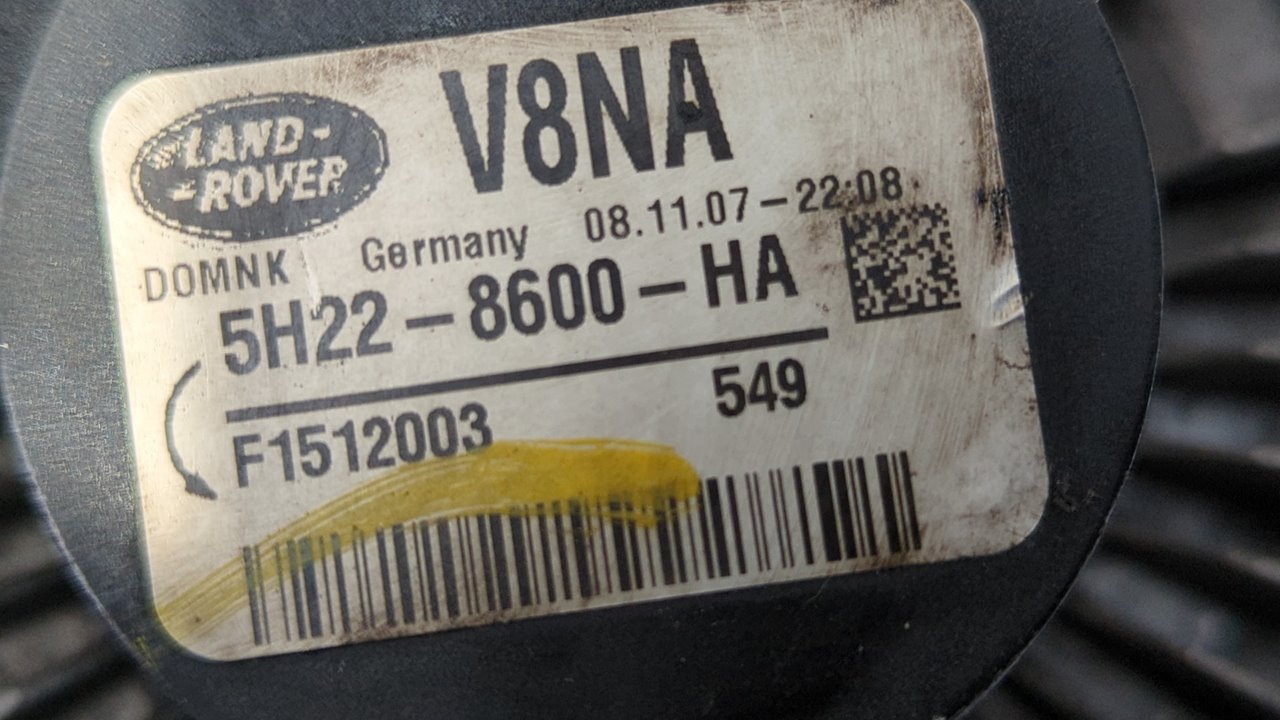 LAND-
-ROVER
V8NA
DOMNK Germany 08.11.07-22:08
5H22-8600-HA
F1512003 549